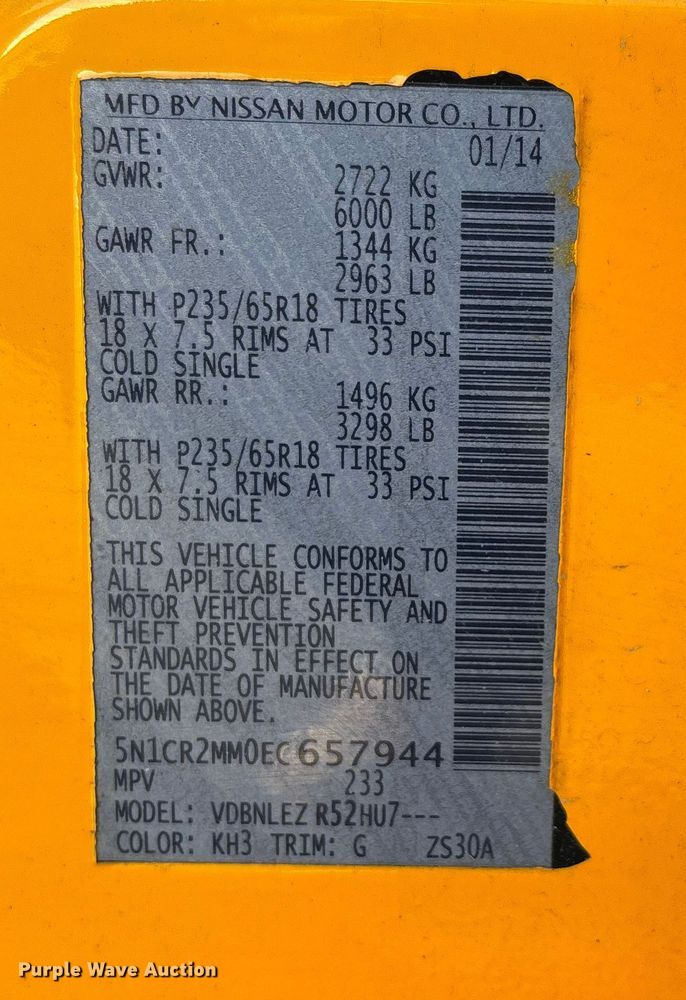 MFD BY NISSAN MOTOR CO., LTD.
DATE: 01/14
GVWR: 2722 KG
6000 LB
GAWR FR.: 1344 KG
2963 LB
WITH P235/65R18 TIRES
18 X 7.5 RIMS AT 33 PSI
COLD SINGLE
GAWR RR.: 1496 KG
3298 LB
WITH P235/65R18 TIRES
18 X 7.5 RIMS AT 33 PSI
COLD SINGLE
THIS VEHICLE CONFORMS TO
ALL APPLICABLE FEDERAL
MOTOR VEHICLE SAFETY AND
THEFT PREVENTION
STANDARDS IN EFFECT ON
THE DATE OF MANUFACTURE
SHOWN ABOVE.
5N1CR2MM0EC657944
MPV 233
MODEL: VDBNLEZ R52HU7---
COLOR: KH3 TRIM: G ZS30A
Purple Wave Auction